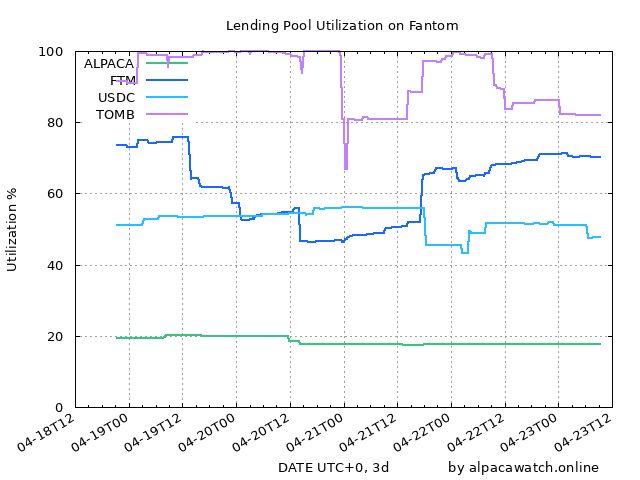 Lending Pool Utilization on Fantom
Utilization %
100
80
60
40
20
0
ALPACA
FTM
USDC
TOMB
04-18T12
04-19T00
04-19T12
04-20T00
04-20T12
04-21T00
04-21T12
04-22T00
04-22T12
04-23T00
04-23T12
DATE UTC+0, 3d
by alpacawatch.online